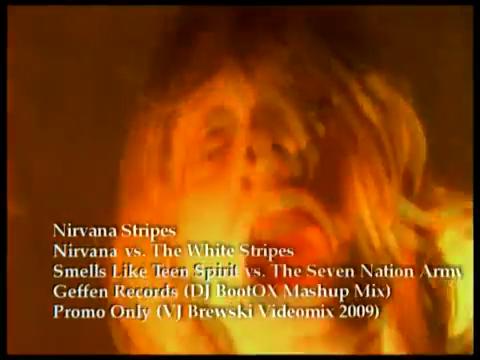 Nirvana Stripes
Nirvana vs. The White Stripes
Smells Like Teen Spirit vs. The Seven Nation Army
Geffen Records (DJ BootOX Mashup Mix)
Promo Only (VJ Brewski Videomix 2009)